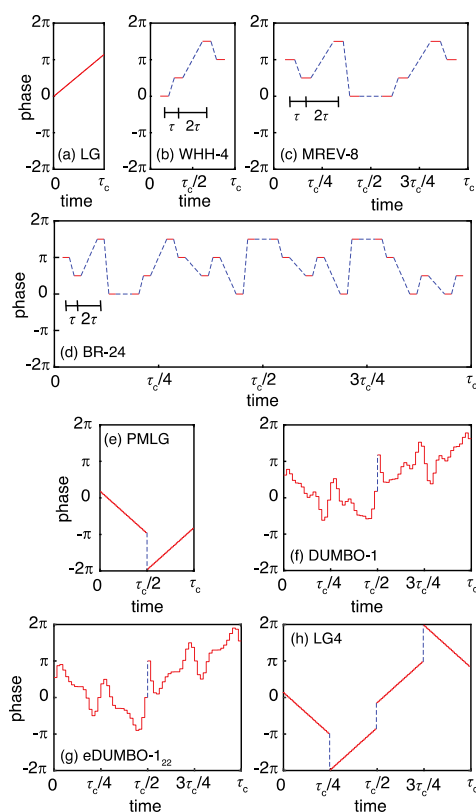 phase
2π
π
0
-π
-2π
(a) LG
0
τc
time
2π
π
0
-π
-2π
τ
2τ
(b) WHH-4
0
τc/2
τc
time
2π
π
0
-π
-2π
τ
2τ
(c) MREV-8
0
τc/4
τc/2
3τc/4
τc
time
phase
2π
π
0
-π
-2π
τ
2τ
(d) BR-24
0
τc/4
τc/2
3τc/4
τc
time
phase
2π
π
0
-π
-2π
(e) PMLG
0
τc/2
τc
time
2π
π
0
-π
-2π
(f) DUMBO-1
0
τc/4
τc/2
3τc/4
τc
time
phase
2π
π
0
-π
-2π
(g) eDUMBO-1₂₂
0
τc/4
τc/2
3τc/4
τc
time
2π
π
0
-π
-2π
(h) LG4
0
τc/4
τc/2
3τc/4
τc
time